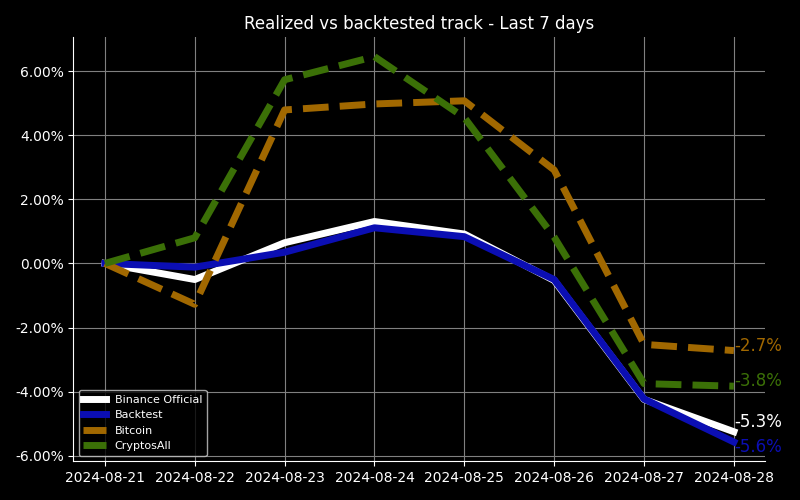 Realized vs backtested track - Last 7 days
6.00%
4.00%
2.00%
0.00%
-2.00%
-4.00%
-6.00%
-2.7%
-3.8%
-5.3%
-5.6%
Binance Official
Backtest
Bitcoin
CryptosAll
2024-08-21 2024-08-22 2024-08-23 2024-08-24 2024-08-25 2024-08-26 2024-08-27 2024-08-28